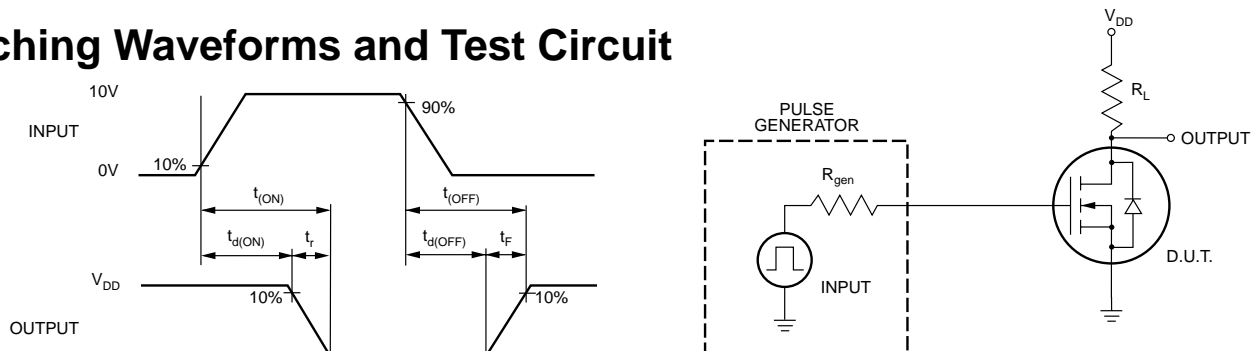 ching Waveforms and Test Circuit
10V
INPUT
0V
10%
90%
t(ON)
t(OFF)
td(ON)
tr
td(OFF)
tF
VDD
10%
10%
OUTPUT
VDD
RL
OUTPUT
PULSE
GENERATOR
Rgen
INPUT
D.U.T.